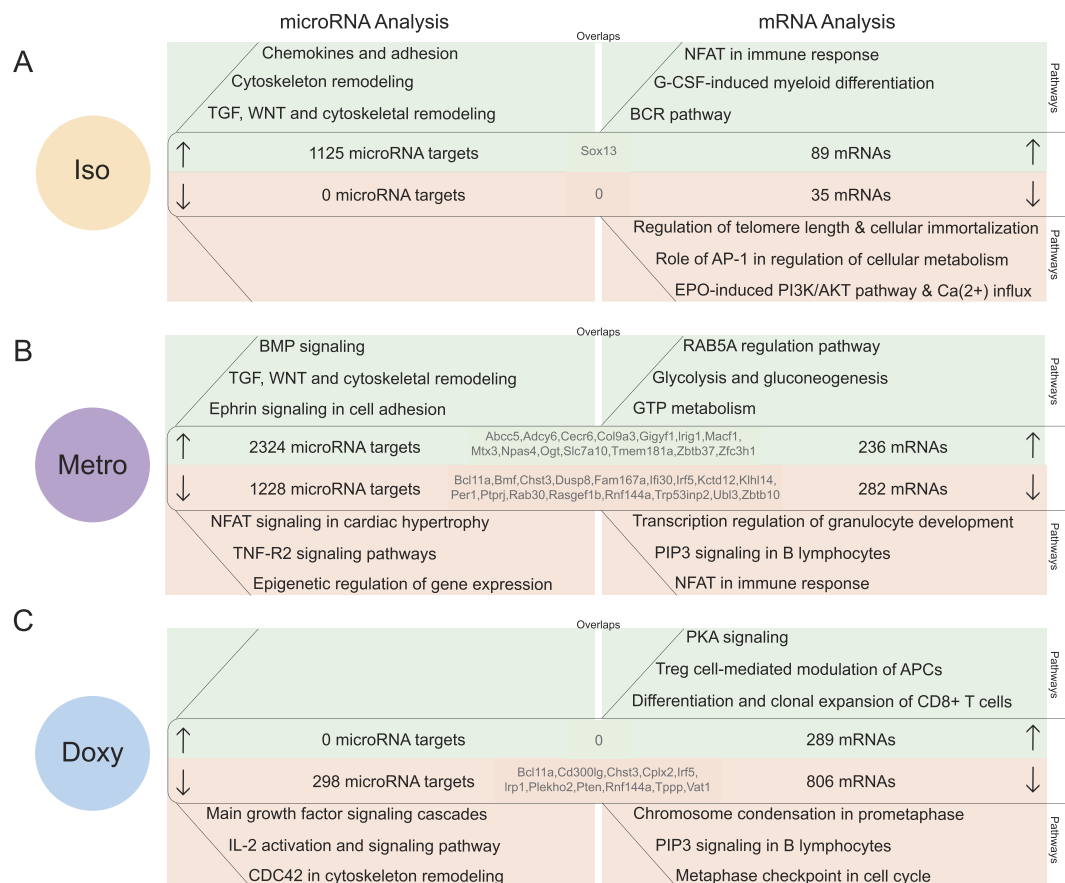 microRNA Analysis
mRNA Analysis
A
Overlaps
Chemokines and adhesion
Cytoskeleton remodeling
TGF, WNT and cytoskeletal remodeling
NFAT in immune response
G-CSF-induced myeloid differentiation
BCR pathway
Pathways
Iso
↑
1125 microRNA targets
Sox13
89 mRNAs
↑
↓
0 microRNA targets
0
35 mRNAs
↓
Regulation of telomere length & cellular immortalization
Role of AP-1 in regulation of cellular metabolism
EPO-induced PI3K/AKT pathway & Ca(2+) influx
Pathways
B
Overlaps
BMP signaling
TGF, WNT and cytoskeletal remodeling
Ephrin signaling in cell adhesion
RAB5A regulation pathway
Glycolysis and gluconeogenesis
GTP metabolism
Pathways
Metro
↑
2324 microRNA targets
Abcc5,Adcy6,Cecr6,Col9a3,Gigyf1,lrig1,Macf1,
Mtx3,Npas4,Ogt,Slc7a10,Tmem181a,Zbtb37,Zfc3h1
236 mRNAs
↑
↓
1228 microRNA targets
Bcl11a,Bmf,Chst3,Dusp8,Fam167a,Ifi30,Irf5,Kctd12,Klhl14,
Per1,Ptprj,Rab30,Rasgef1b,Rnf144a,Trp53inp2,Ubl3,Zbtb10
282 mRNAs
↓
NFAT signaling in cardiac hypertrophy
TNF-R2 signaling pathways
Epigenetic regulation of gene expression
Transcription regulation of granulocyte development
PIP3 signaling in B lymphocytes
NFAT in immune response
Pathways
C
Overlaps
PKA signaling
Treg cell-mediated modulation of APCs
Differentiation and clonal expansion of CD8+ T cells
Pathways
Doxy
↑
0 microRNA targets
0
289 mRNAs
↑
↓
298 microRNA targets
Bcl11a,Cd300lg,Chst3,Cplx2,Irf5,
lrp1,Plekho2,Pten,Rnf144a,Tppp,Vat1
806 mRNAs
↓
Main growth factor signaling cascades
IL-2 activation and signaling pathway
CDC42 in cytoskeleton remodeling
Chromosome condensation in prometaphase
PIP3 signaling in B lymphocytes
Metaphase checkpoint in cell cycle
Pathways